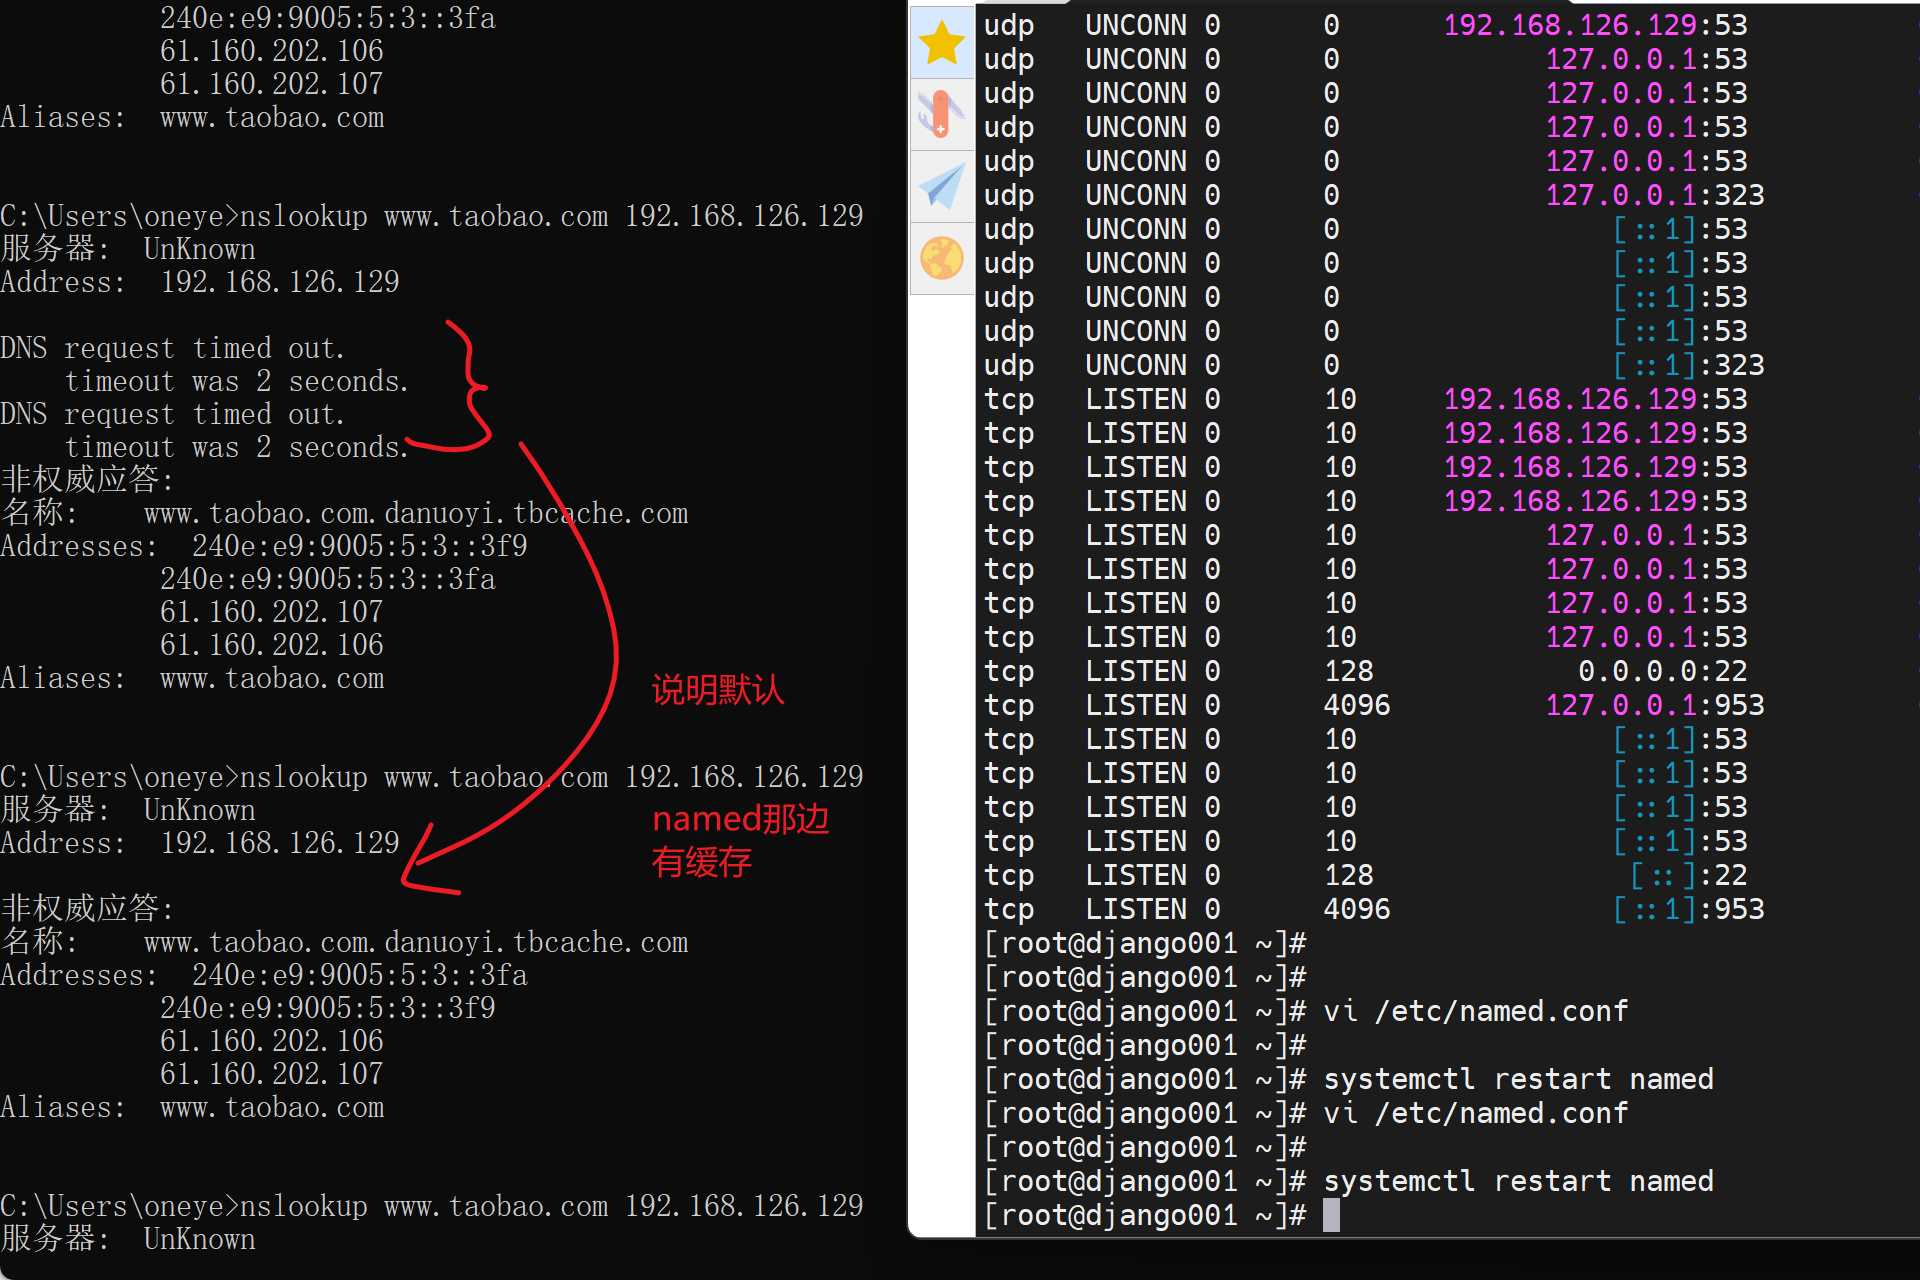 240e:e9:9005:5:3::3fa
61.160.202.106
61.160.202.107
Aliases:  www.taobao.com
C:\Users\oneye>nslookup www.taobao.com 192.168.126.129
服务器:  UnKnown
Address:  192.168.126.129
DNS request timed out.
timeout was 2 seconds.
DNS request timed out.
timeout was 2 seconds.
非权威应答:
名称:    www.taobao.com.danuoyi.tbcache.com
Addresses:  240e:e9:9005:5:3::3f9
240e:e9:9005:5:3::3fa
61.160.202.107
61.160.202.106
Aliases:  www.taobao.com
说明默认
C:\Users\oneye>nslookup www.taobao.com 192.168.126.129
服务器:  UnKnown
Address:  192.168.126.129
named那边
有缓存
非权威应答:
名称:    www.taobao.com.danuoyi.tbcache.com
Addresses:  240e:e9:9005:5:3::3fa
240e:e9:9005:5:3::3f9
61.160.202.106
61.160.202.107
Aliases:  www.taobao.com
C:\Users\oneye>nslookup www.taobao.com 192.168.126.129
服务器:  UnKnown
udp   UNCONN 0      0      192.168.126.129:53
udp   UNCONN 0      0      127.0.0.1:53
udp   UNCONN 0      0      127.0.0.1:53
udp   UNCONN 0      0      127.0.0.1:53
udp   UNCONN 0      0      127.0.0.1:53
udp   UNCONN 0      0      127.0.0.1:323
udp   UNCONN 0      0      [::1]:53
udp   UNCONN 0      0      [::1]:53
udp   UNCONN 0      0      [::1]:53
udp   UNCONN 0      0      [::1]:53
udp   UNCONN 0      0      [::1]:323
tcp   LISTEN 0      10     192.168.126.129:53
tcp   LISTEN 0      10     192.168.126.129:53
tcp   LISTEN 0      10     192.168.126.129:53
tcp   LISTEN 0      10     192.168.126.129:53
tcp   LISTEN 0      10     127.0.0.1:53
tcp   LISTEN 0      10     127.0.0.1:53
tcp   LISTEN 0      10     127.0.0.1:53
tcp   LISTEN 0      10     127.0.0.1:53
tcp   LISTEN 0      128    0.0.0.0:22
tcp   LISTEN 0      4096   127.0.0.1:953
tcp   LISTEN 0      10     [::1]:53
tcp   LISTEN 0      10     [::1]:53
tcp   LISTEN 0      10     [::1]:53
tcp   LISTEN 0      10     [::1]:53
tcp   LISTEN 0      128    [::]:22
tcp   LISTEN 0      4096   [::1]:953
[root@django001 ~]#
[root@django001 ~]#
[root@django001 ~]# vi /etc/named.conf
[root@django001 ~]#
[root@django001 ~]# systemctl restart named
[root@django001 ~]# vi /etc/named.conf
[root@django001 ~]#
[root@django001 ~]# systemctl restart named
[root@django001 ~]#